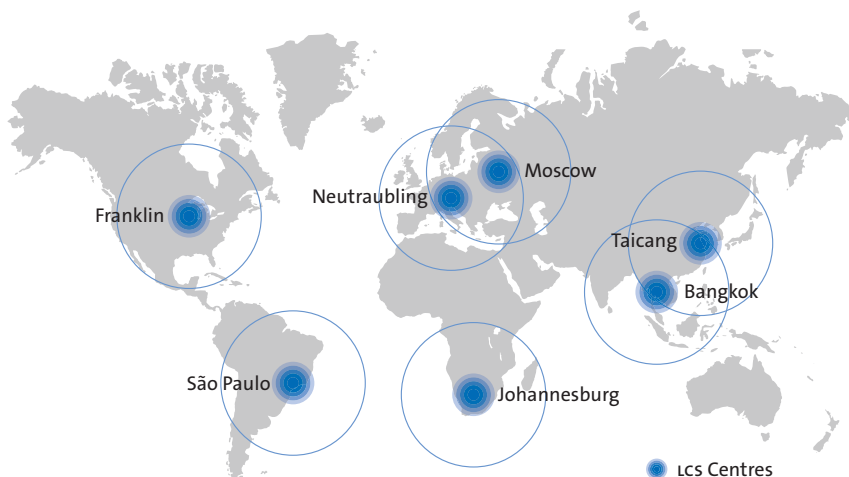 Moscow
Neutraubling
Franklin
Taicang
Bangkok
São Paulo
Johannesburg
LCS Centres